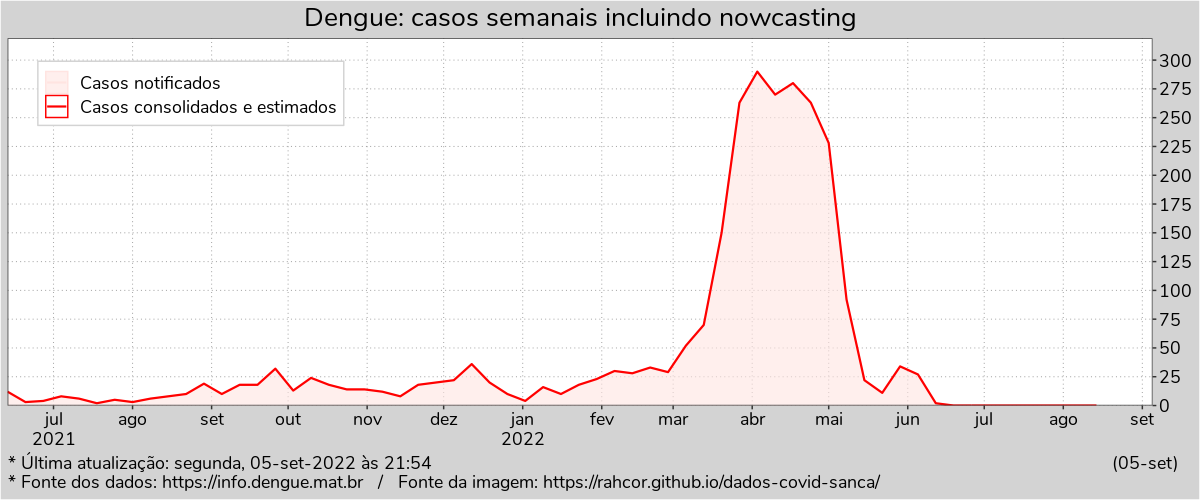 Dengue: casos semanais incluindo nowcasting
Casos notificados
Casos consolidados e estimados
300
275
250
225
200
175
150
125
100
75
50
25
0
jul ago set out nov dez jan fev mar abr mai jun jul ago set
2021 2022
* Última atualização: segunda, 05-set-2022 às 21:54 (05-set)
* Fonte dos dados: https://info.dengue.mat.br / Fonte da imagem: https://rahcor.github.io/dados-covid-sanca/